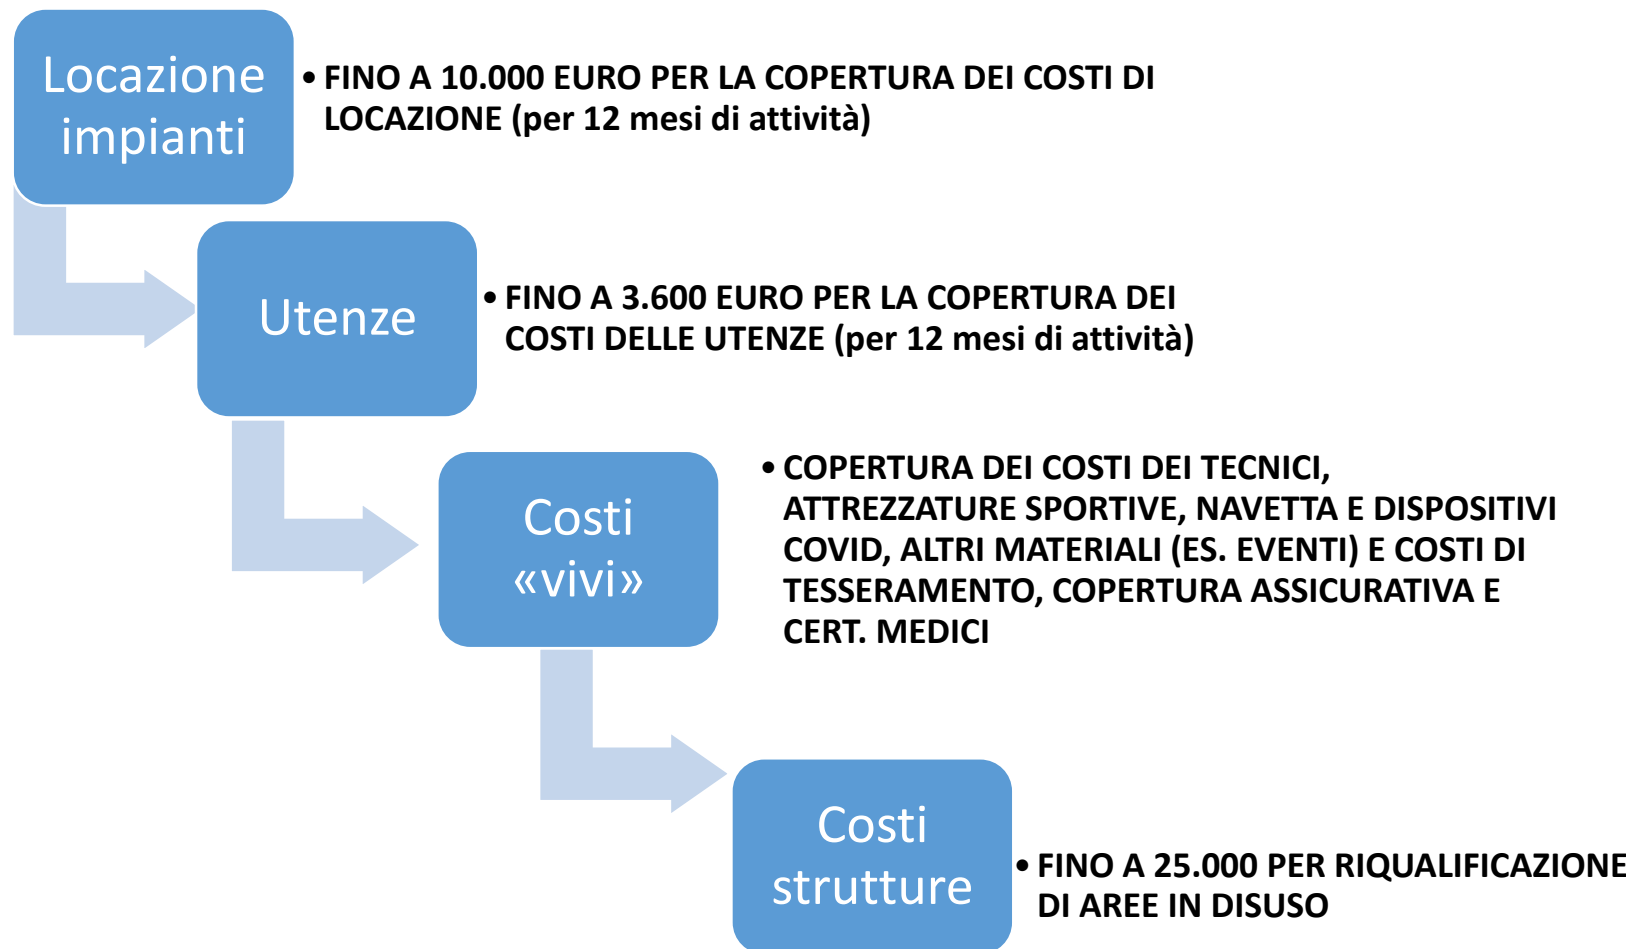 Locazione
impianti
• FINO A 10.000 EURO PER LA COPERTURA DEI COSTI DI
LOCAZIONE (per 12 mesi di attività)
Utenze
• FINO A 3.600 EURO PER LA COPERTURA DEI
COSTI DELLE UTENZE (per 12 mesi di attività)
Costi
«vivi»
• COPERTURA DEI COSTI DEI TECNICI,
ATTREZZATURE SPORTIVE, NAVETTA E DISPOSITIVI
COVID, ALTRI MATERIALI (ES. EVENTI) E COSTI DI
TESSERAMENTO, COPERTURA ASSICURATIVA E
CERT. MEDICI
Costi
strutture
• FINO A 25.000 PER RIQUALIFICAZIONE
DI AREE IN DISUSO